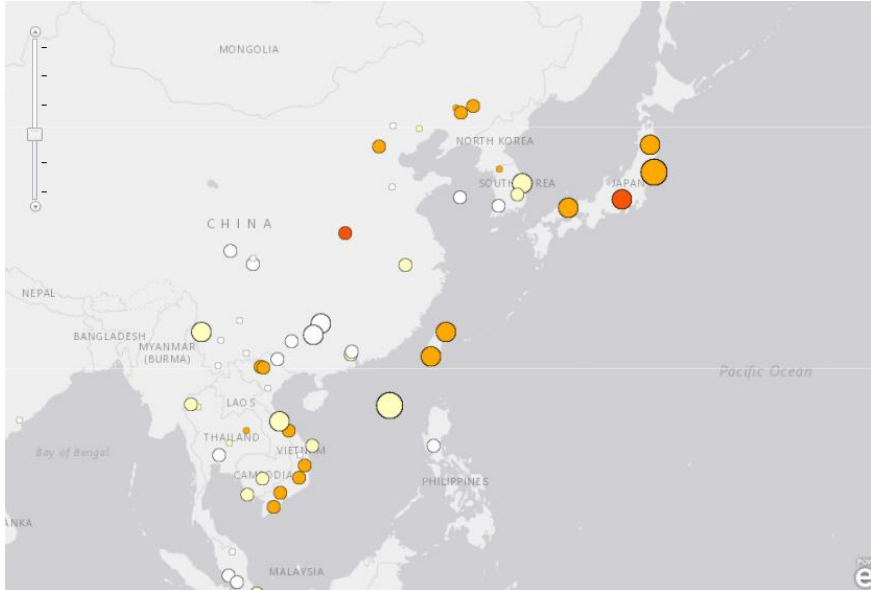 MONGOLIA
NORTH KOREA
SOUTH KOREA
JAPAN
CHINA
NEPAL
BANGLADESH
MYANMAR
(BURMA)
Pacific Ocean
LAOS
THAILAND
VIETNAM
Bay of Bengal
CAMBODIA
PHILIPPINES
ANKA
MALAYSIA
POW
e